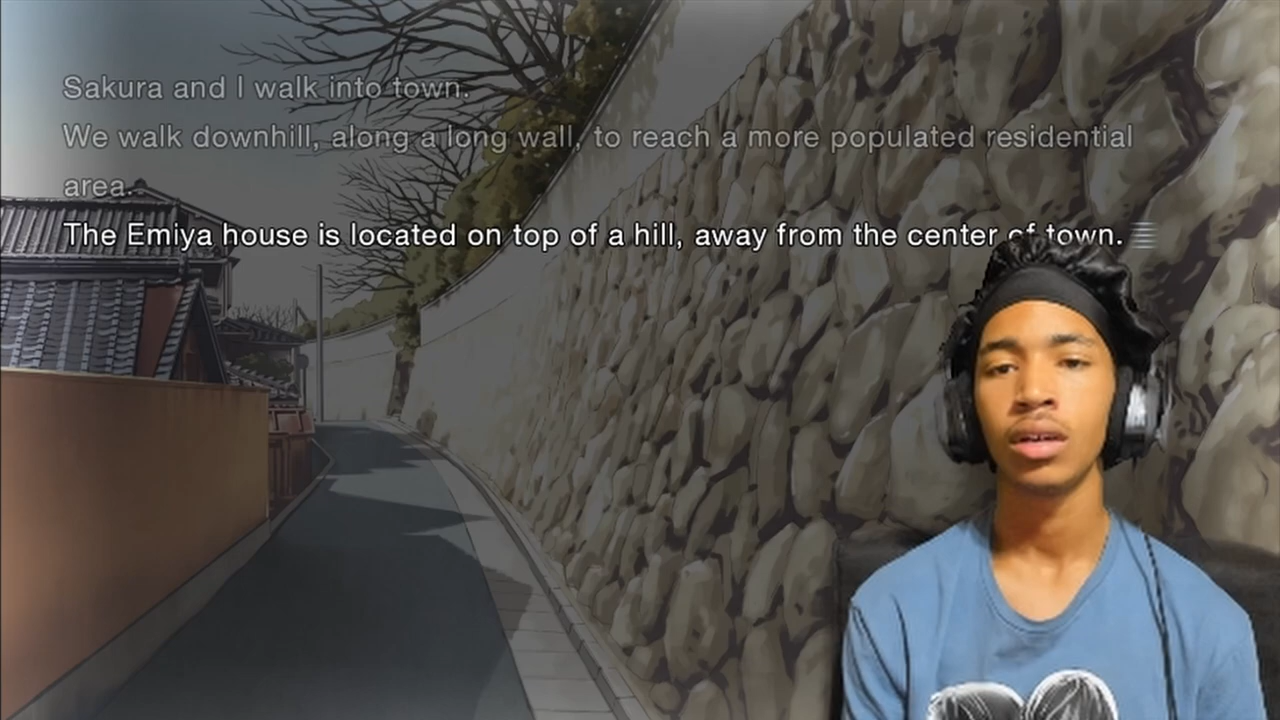 Sakura and I walk into town.
We walk downhill, along a long wall, to reach a more populated residential
area.
The Emiya house is located on top of a hill, away from the center of town.